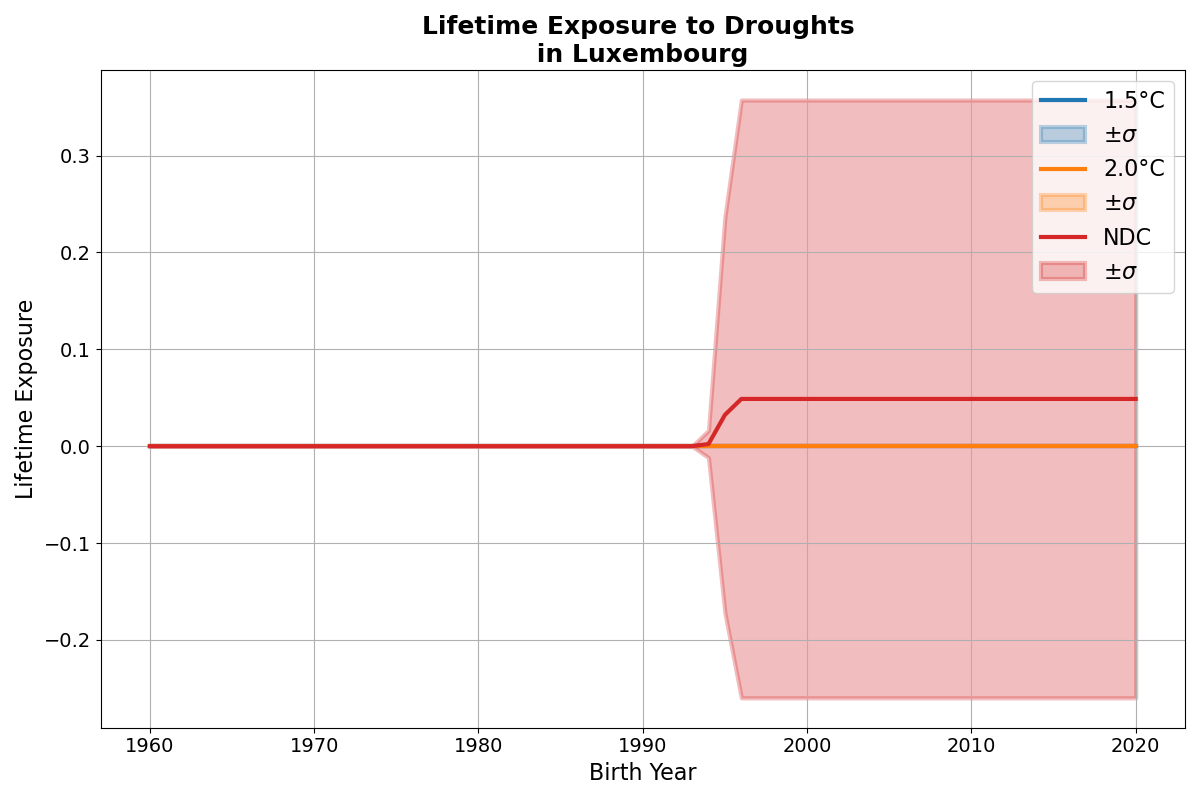 Lifetime Exposure to Droughts
in Luxembourg
Lifetime Exposure
0.3
0.2
0.1
0.0
−0.1
−0.2
1960
1970
1980
1990
2000
2010
2020
Birth Year
1.5°C
±σ
2.0°C
±σ
NDC
±σ